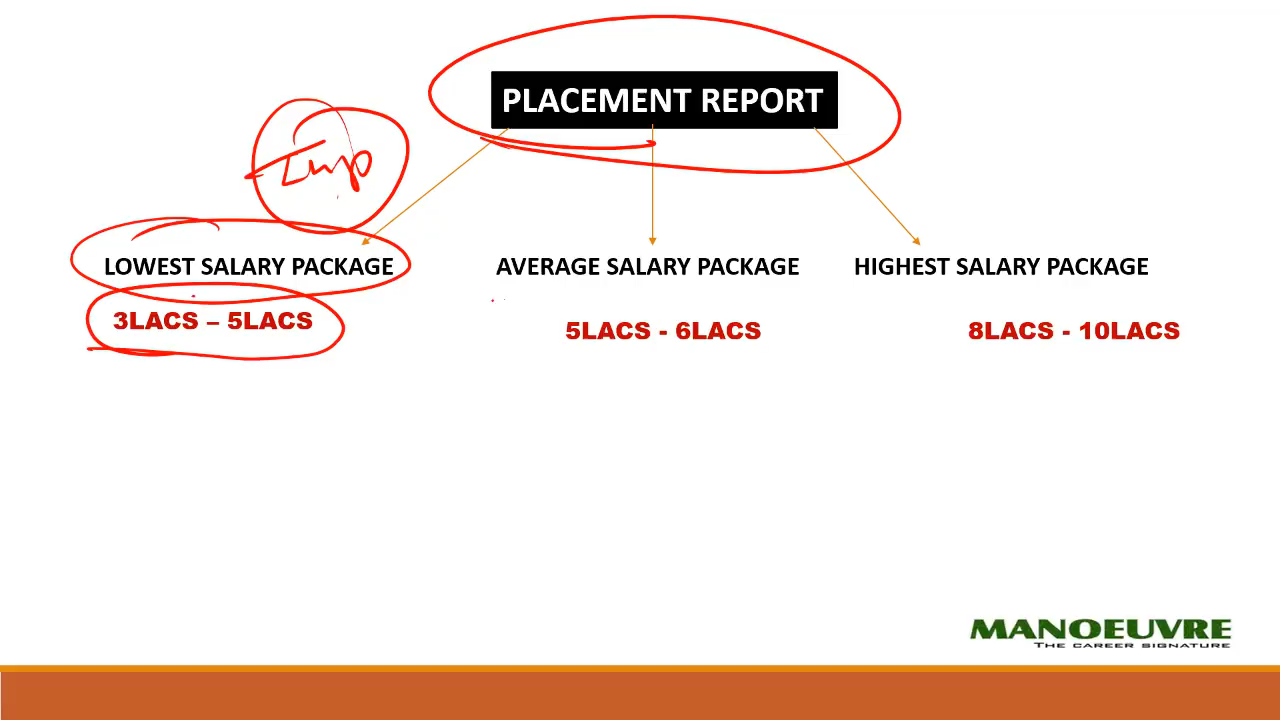 PLACEMENT REPORT
Imp
LOWEST SALARY PACKAGE
AVERAGE SALARY PACKAGE
HIGHEST SALARY PACKAGE
3LACS – 5LACS
5LACS - 6LACS
8LACS - 10LACS
MANOEUVRE
THE CAREER SIGNATURE